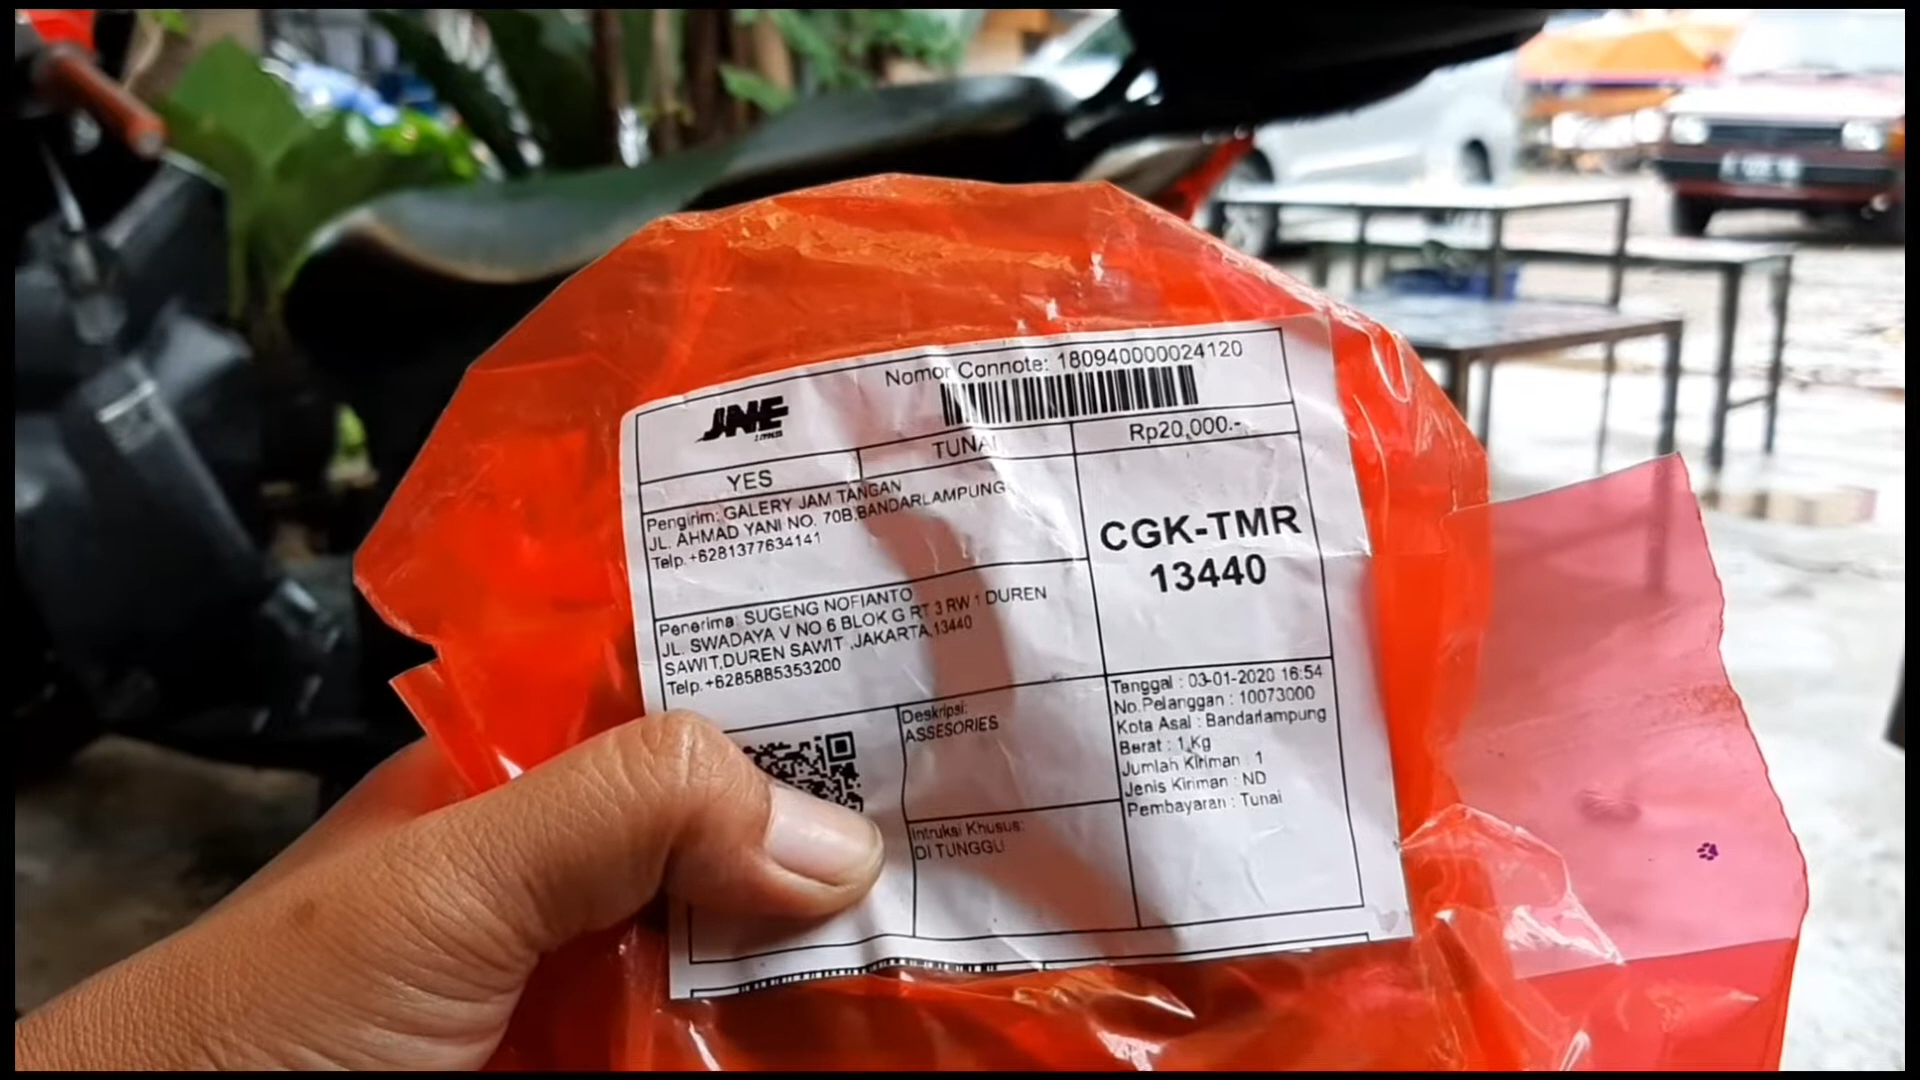 Nomor Connote: 180940000024120
JNE
YES
TUNAI
Rp20,000.-
Pengirim: GALERY JAM TANGAN
JL. AHMAD YANI NO. 70B,BANDARLAMPUNG
Telp.+6281377634141
CGK-TMR
13440
Penerima: SUGENG NOFIANTO
JL. SWADAYA V NO 6 BLOK G RT 3 RW 1 DUREN
SAWIT,DUREN SAWIT ,JAKARTA,13440
Telp.+6285885353200
Deskripsi:
ASSESORIES
Intruksi Khusus:
DI TUNGGU
Tanggal : 03-01-2020 16:54
No.Pelanggan : 10073000
Kota Asal : Bandarlampung
Berat : 1 Kg
Jumlah Kiriman : 1
Jenis Kiriman : ND
Pembayaran : Tunai